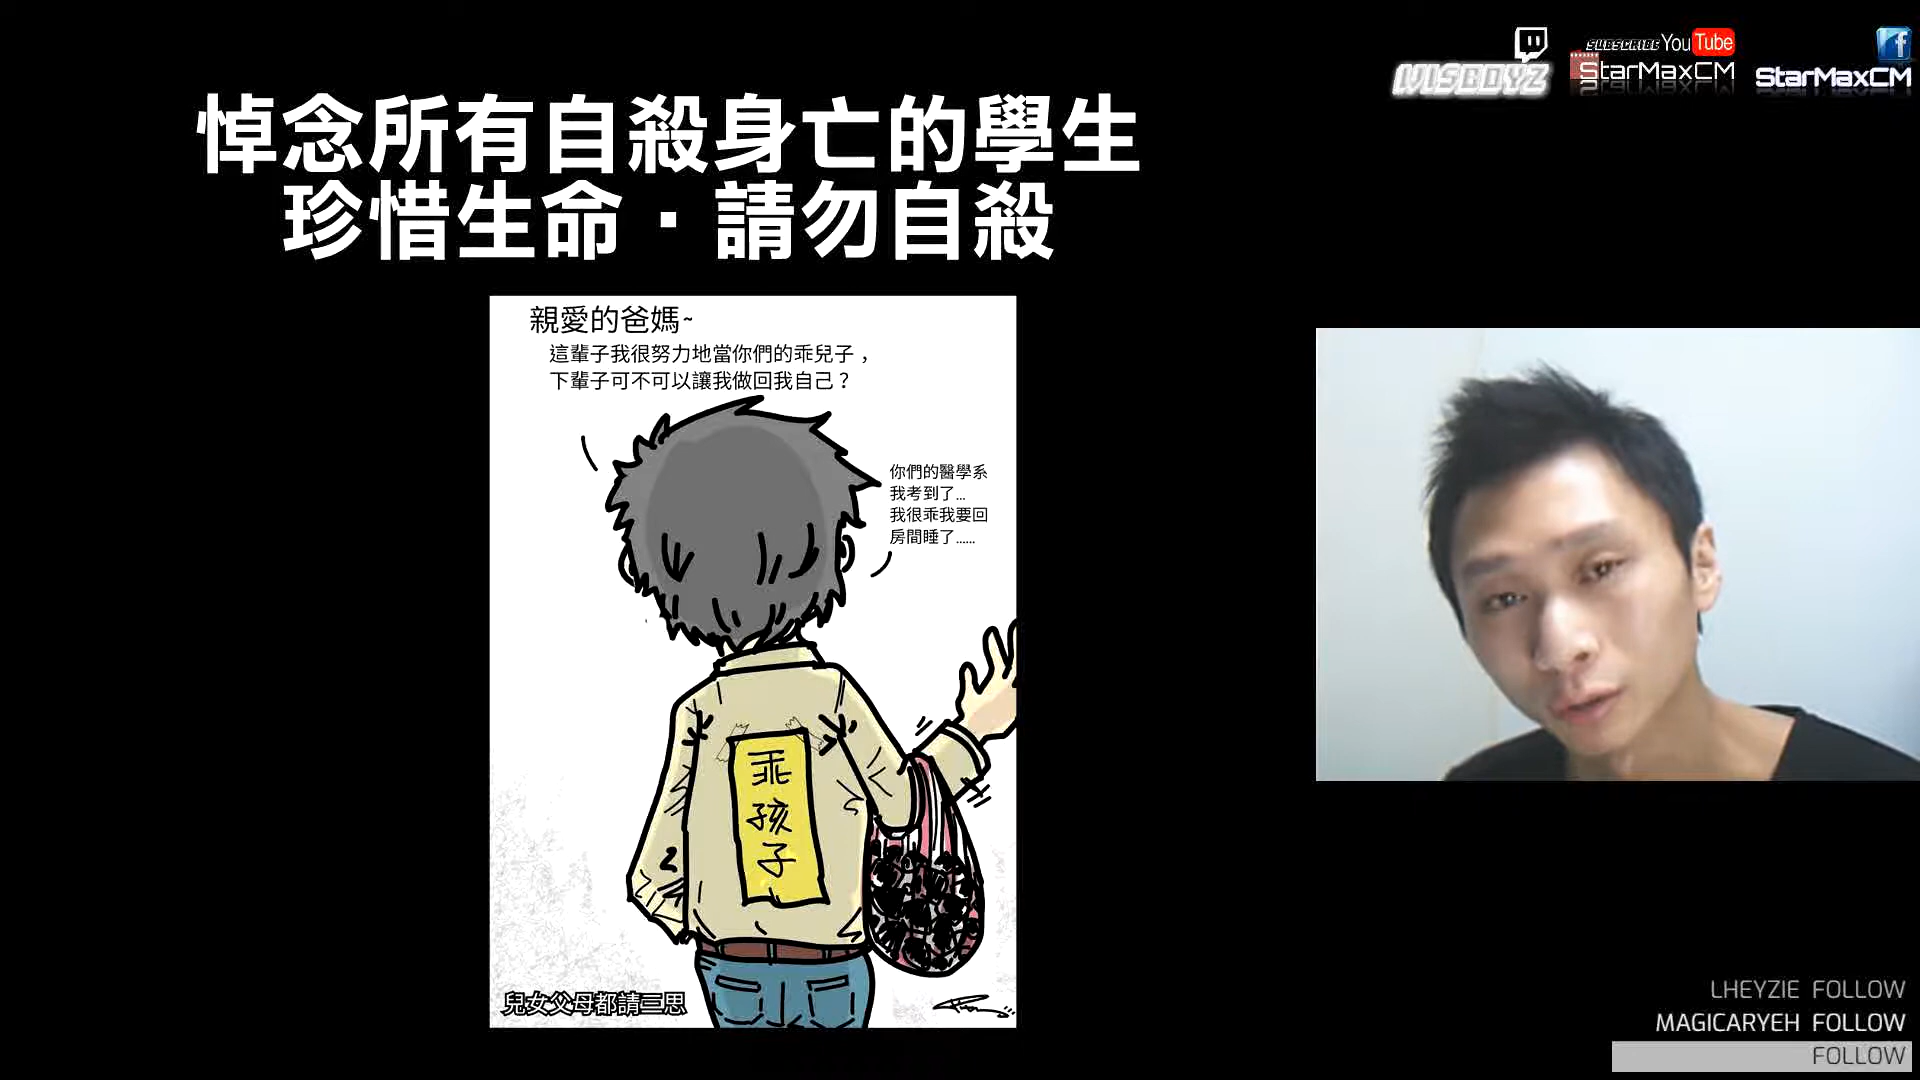 悼念所有自殺身亡的學生
珍惜生命·請勿自殺
SUBSCRIBE YouTube
StarMaxCM
StarMaxCM
親愛的爸媽~
這輩子我很努力地當你們的乖兒子，
下輩子可不可以讓我做回我自己？
你們的醫學系
我考到了...
我很乖我要回
房間睡了......
乖
孩
子
兒女父母都請三思
LHEYZIE FOLLOW
MAGICARYEH FOLLOW
FOLLOW